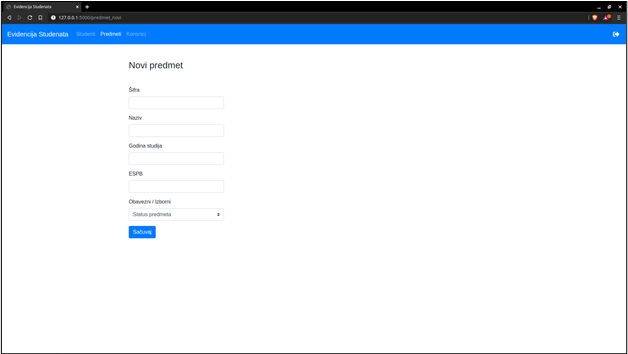 Evidencija Studenata
127.0.0.1:5000/predmet_novi
Evidencija Studenata Studenti Predmeti Korisnici
Novi predmet
Šifra
Naziv
Godina studija
ESPB
Obavezni / Izborni
Status predmeta
Sačuvaj